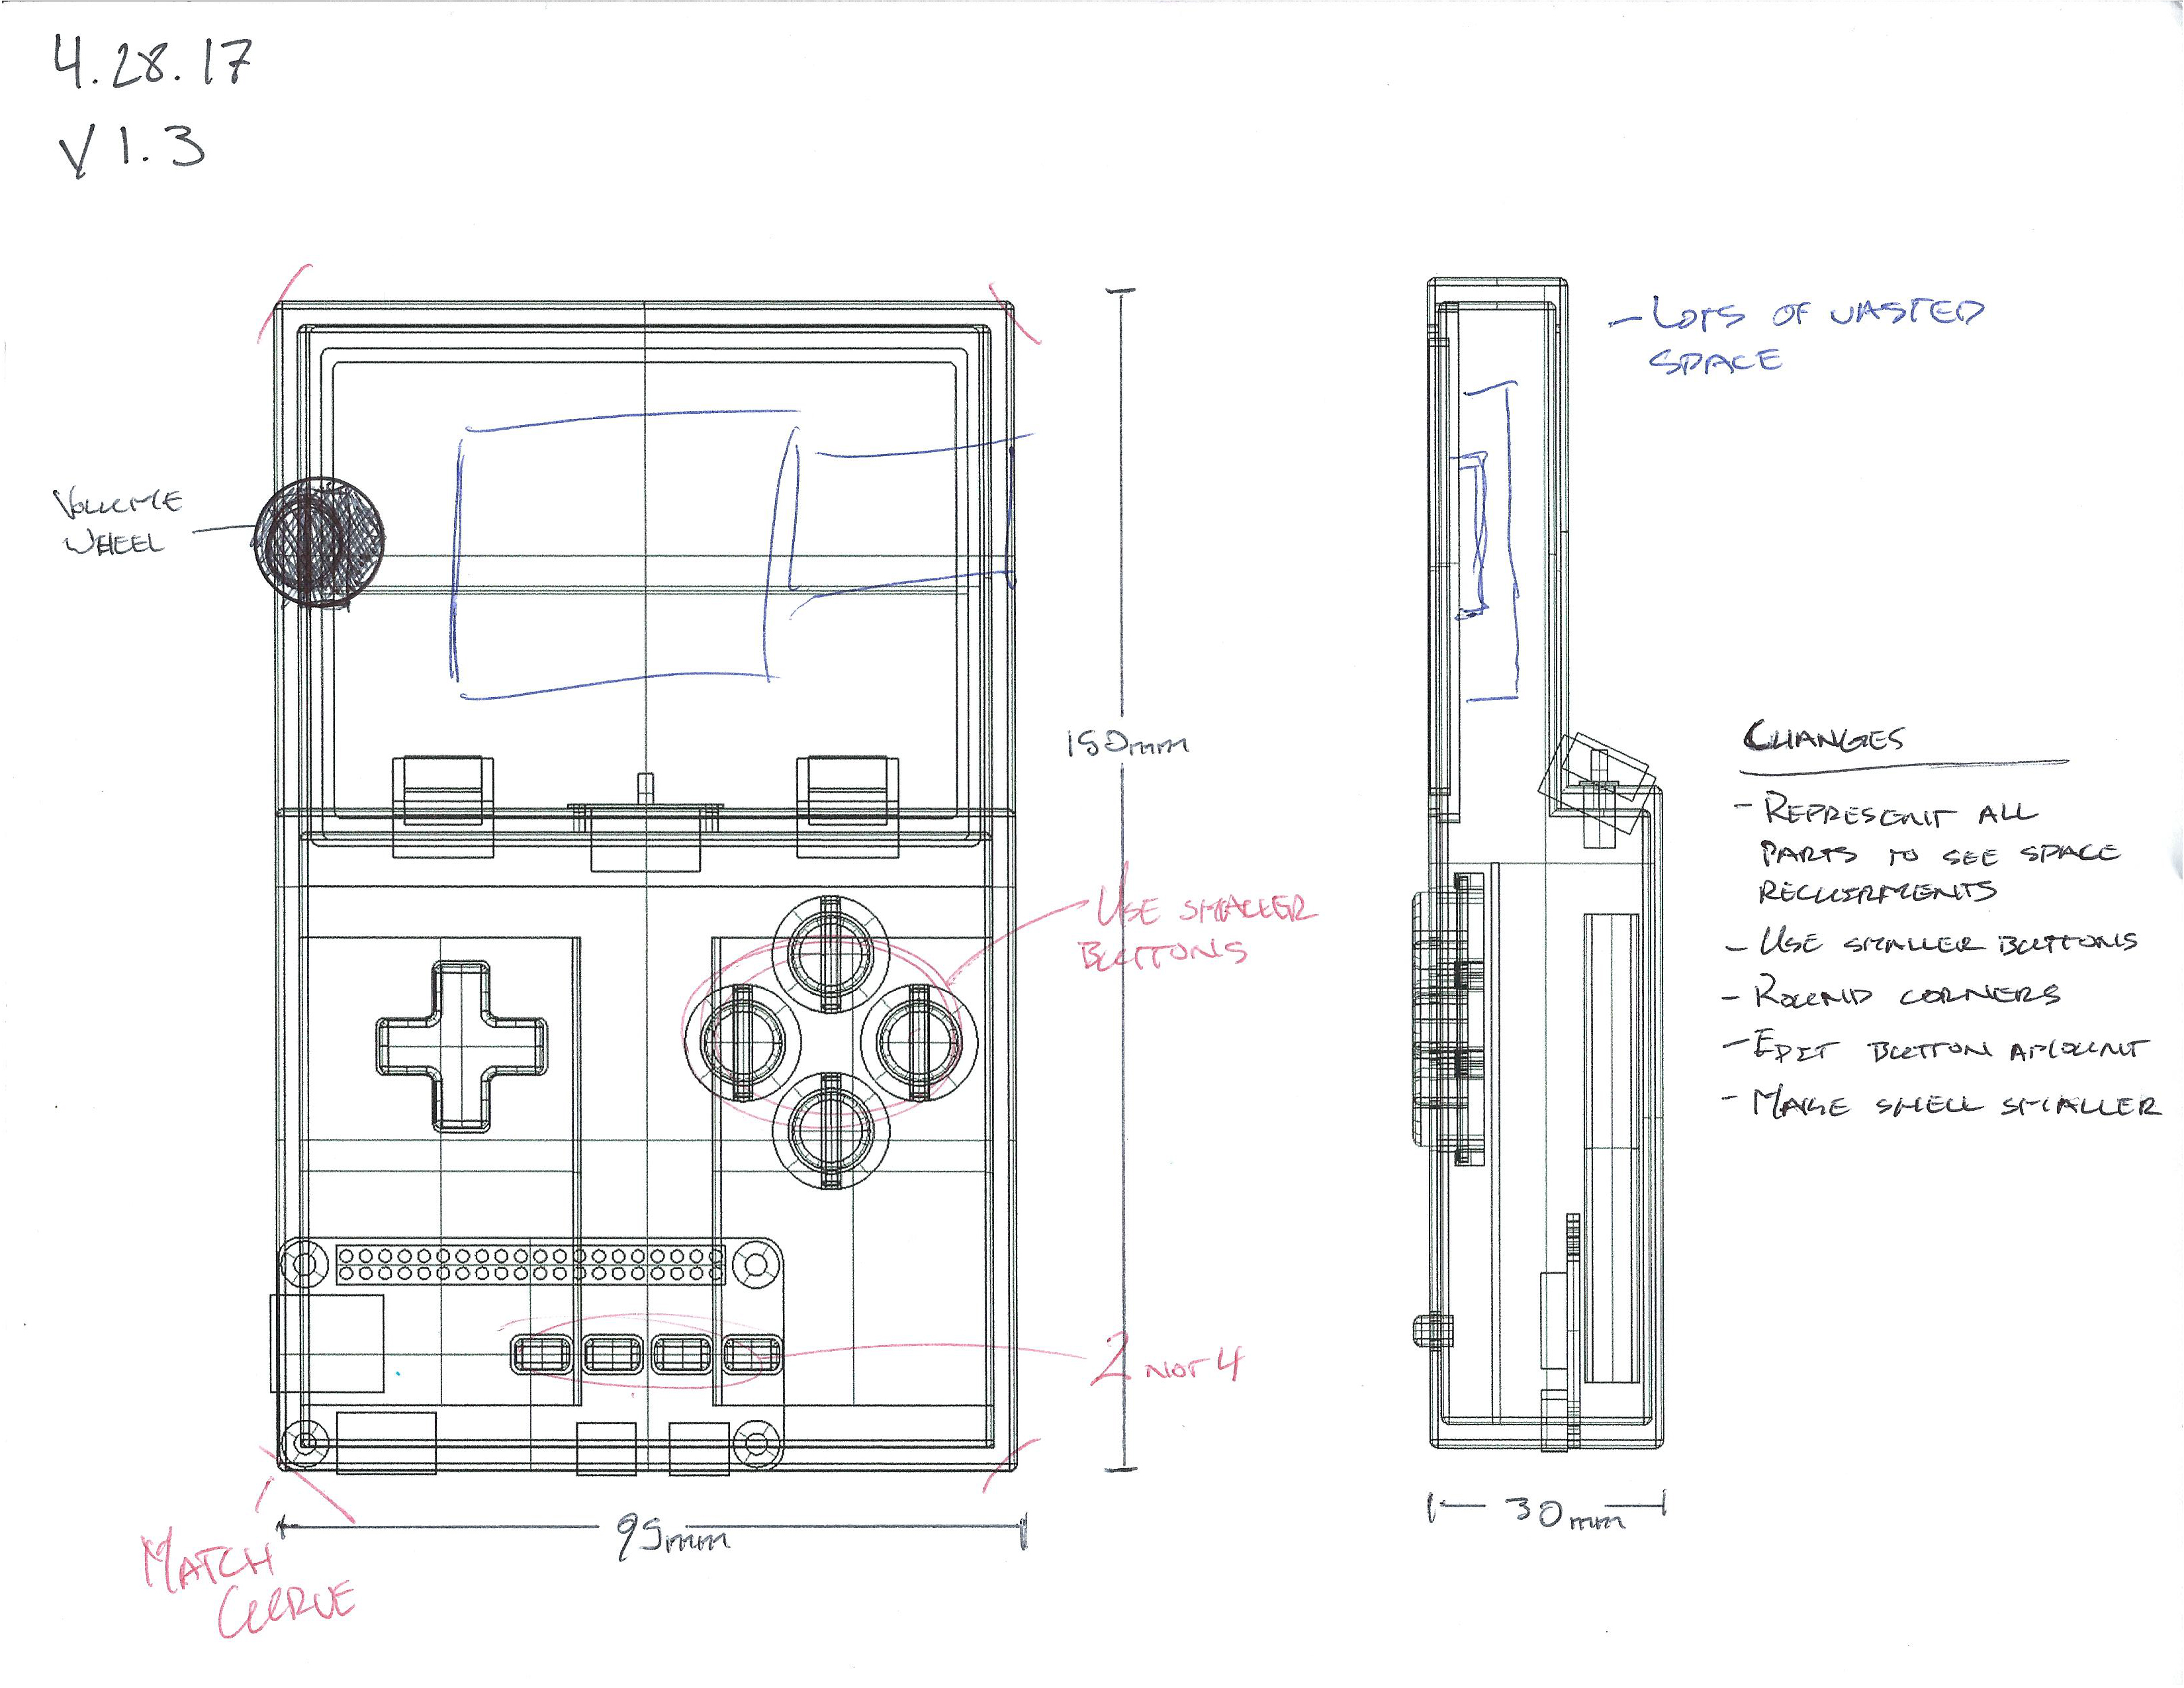 4.28.17
V1.3
VOLUME
WHEEL
- LOTS OF WASTED
SPACE
150mm
USE SMALLER
BUTTONS
2 NOT 4
95mm
30mm
MATCH
CURVE
CHANGES
- REPRESENT ALL
PARTS TO SEE SPACE
REQUIRMENTS
- USE SMALLER BUTTONS
- ROUND CORNERS
- EDIT BUTTON AMOUNT
- MAKE SHELL SMALLER